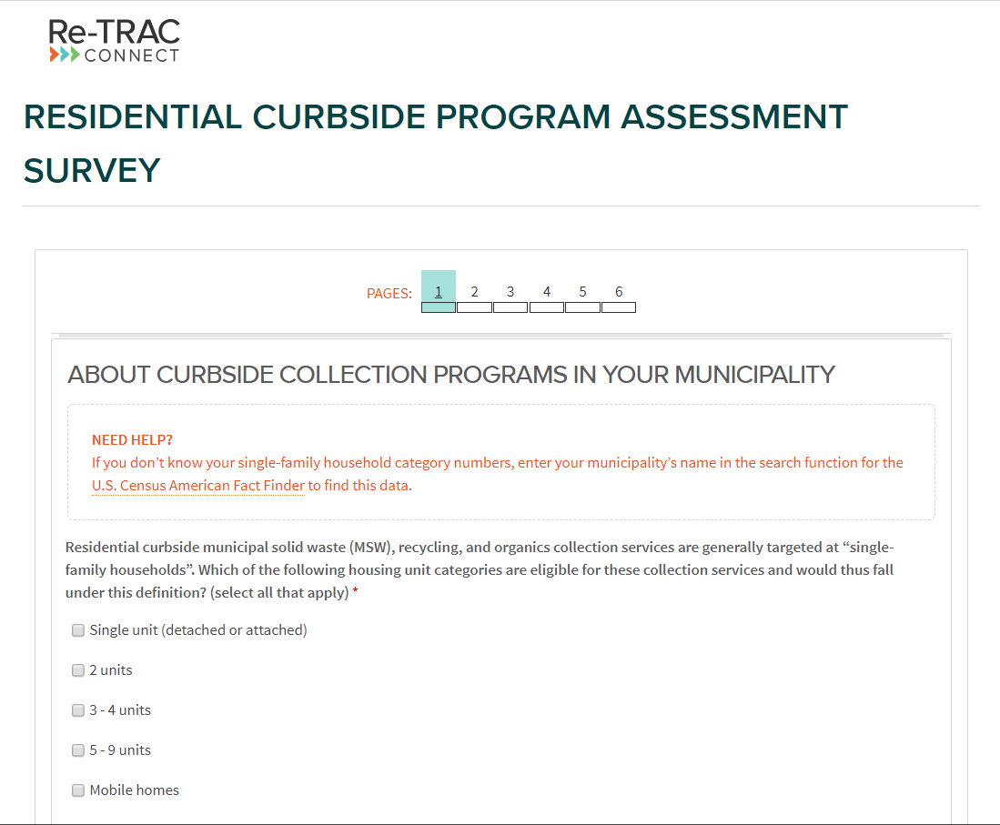 Re-TRAC
CONNECT
RESIDENTIAL CURBSIDE PROGRAM ASSESSMENT
SURVEY
PAGES: 1 2 3 4 5 6
ABOUT CURBSIDE COLLECTION PROGRAMS IN YOUR MUNICIPALITY
NEED HELP?
If you don’t know your single-family household category numbers, enter your municipality’s name in the search function for the
U.S. Census American Fact Finder to find this data.
Residential curbside municipal solid waste (MSW), recycling, and organics collection services are generally targeted at “single-
family households”. Which of the following housing unit categories are eligible for these collection services and would thus fall
under this definition? (select all that apply) *
Single unit (detached or attached)
2 units
3 - 4 units
5 - 9 units
Mobile homes